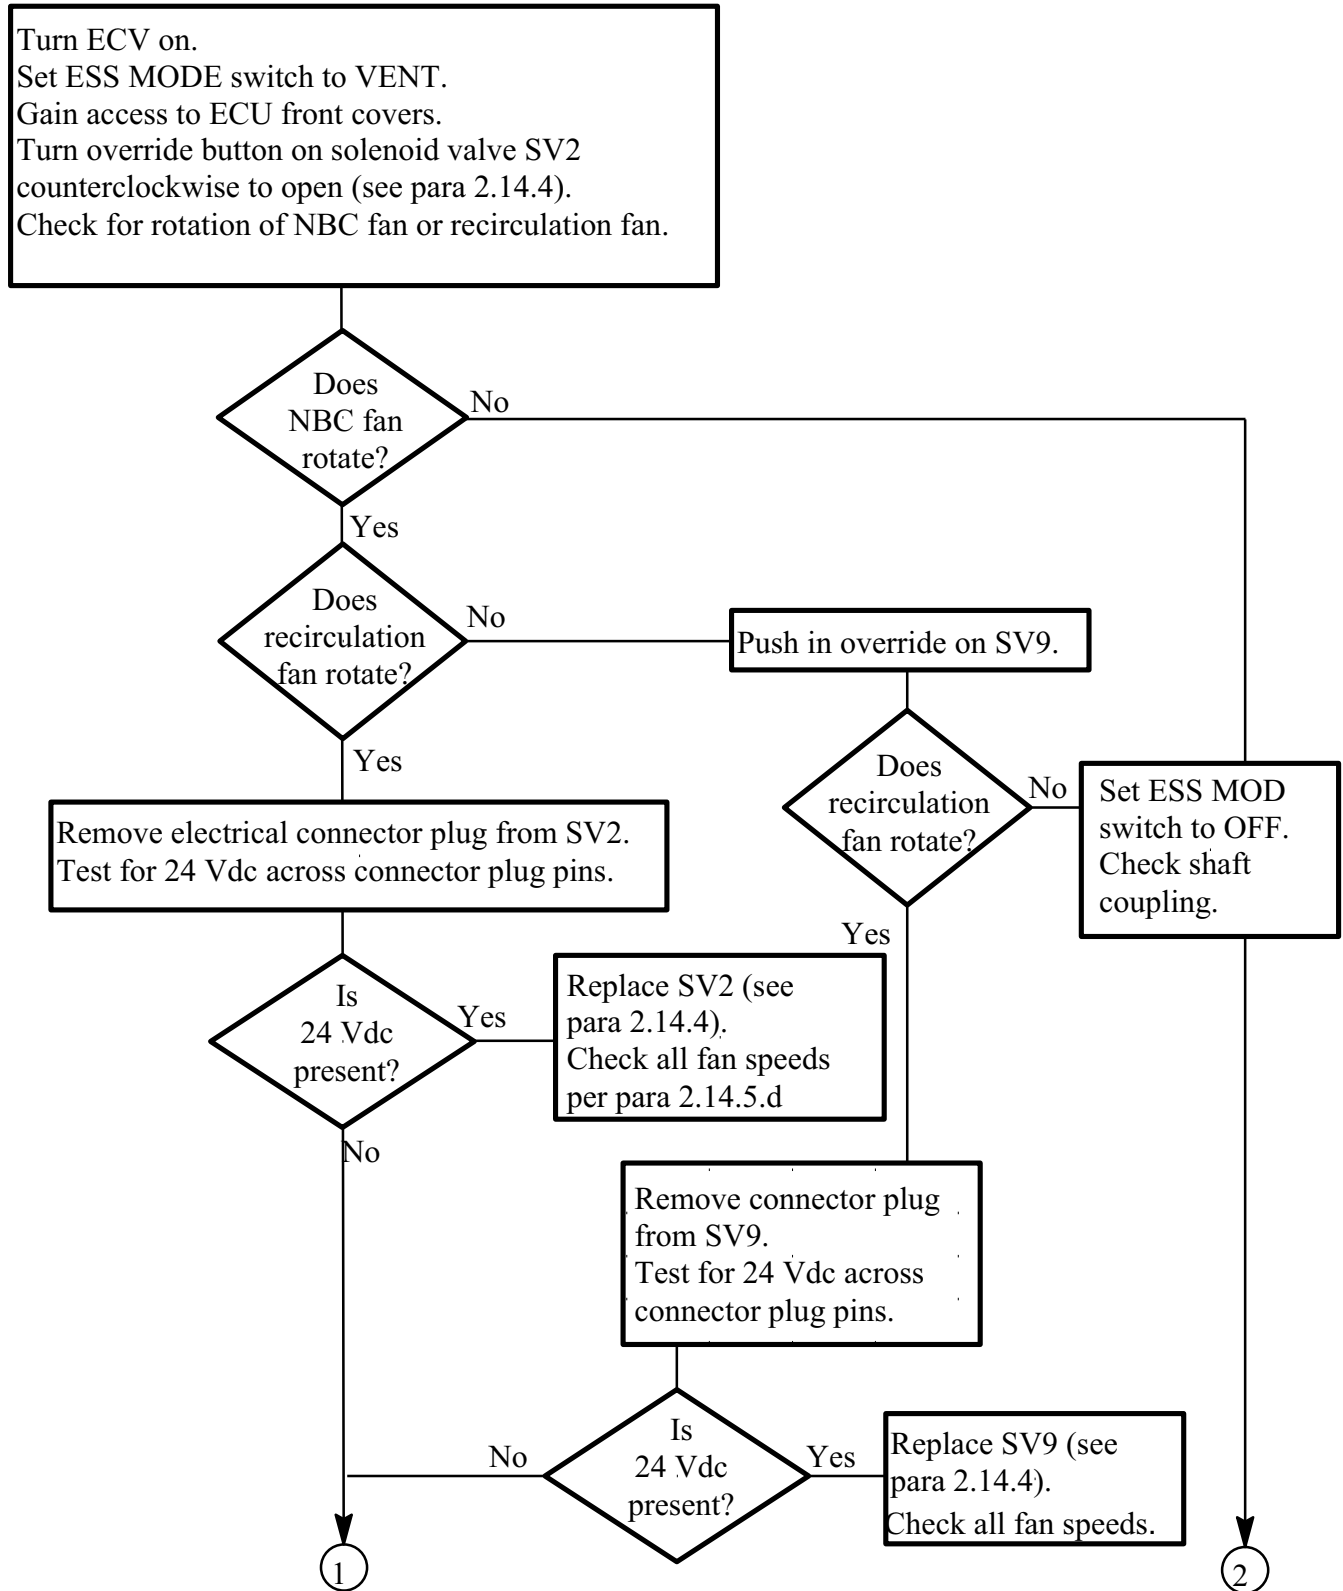 Turn ECV on.
Set ESS MODE switch to VENT.
Gain access to ECU front covers.
Turn override button on solenoid valve SV2
counterclockwise to open (see para 2.14.4).
Check for rotation of NBC fan or recirculation fan.
Does
NBC fan
rotate?
No
Yes
Does
recirculation
fan rotate?
No
Push in override on SV9.
Yes
Does
recirculation
fan rotate?
No
Set ESS MOD
switch to OFF.
Check shaft
coupling.
Remove electrical connector plug from SV2.
Test for 24 Vdc across connector plug pins.
Yes
Is
24 Vdc
present?
Yes
Replace SV2 (see
para 2.14.4).
Check all fan speeds
per para 2.14.5.d
No
Remove connector plug
from SV9.
Test for 24 Vdc across
connector plug pins.
Is
24 Vdc
present?
No
Yes
Replace SV9 (see
para 2.14.4).
Check all fan speeds.
1
2